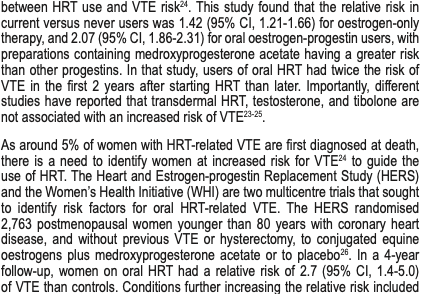 between HRT use and VTE risk24. This study found that the relative risk in
current versus never users was 1.42 (95% CI, 1.21-1.66) for oestrogen-only
therapy, and 2.07 (95% CI, 1.86-2.31) for oral oestrogen-progestin users, with
preparations containing medroxyprogesterone acetate having a greater risk
than other progestins. In that study, users of oral HRT had twice the risk of
VTE in the first 2 years after starting HRT than later. Importantly, different
studies have reported that transdermal HRT, testosterone, and tibolone are
not associated with an increased risk of VTE23-25.
As around 5% of women with HRT-related VTE are first diagnosed at death,
there is a need to identify women at increased risk for VTE24 to guide the
use of HRT. The Heart and Estrogen-progestin Replacement Study (HERS)
and the Women's Health Initiative (WHI) are two multicentre trials that sought
to identify risk factors for oral HRT-related VTE. The HERS randomised
2,763 postmenopausal women younger than 80 years with coronary heart
disease, and without previous VTE or hysterectomy, to conjugated equine
oestrogens plus medroxyprogesterone acetate or to placebo26. In a 4-year
follow-up, women on oral HRT had a relative risk of 2.7 (95% CI, 1.4-5.0)
of VTE than controls. Conditions further increasing the relative risk included